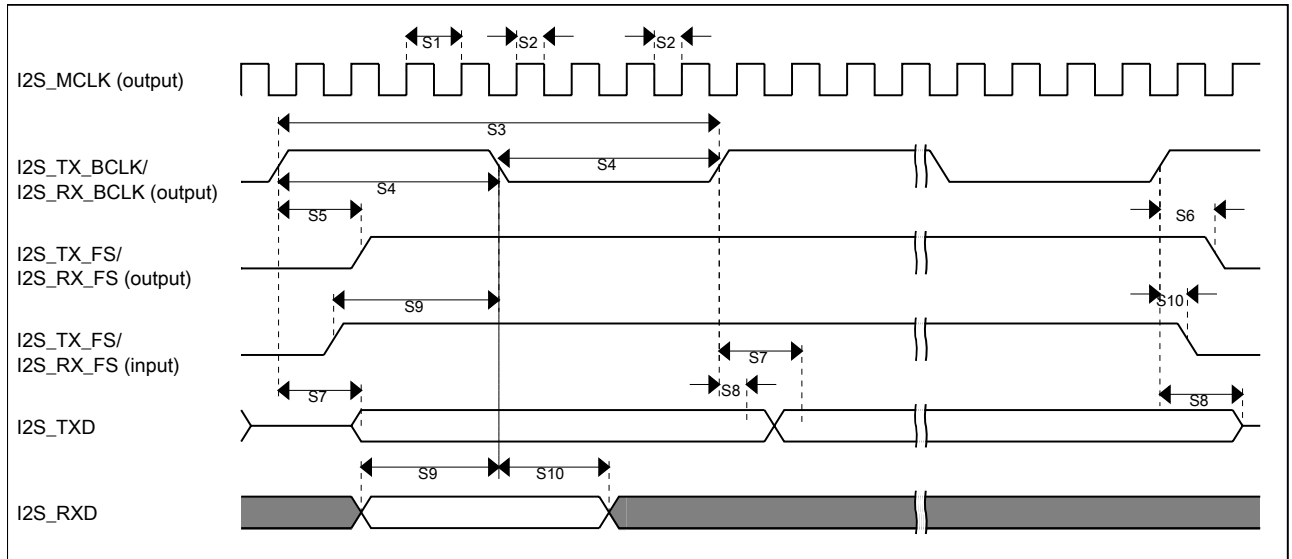 S1
S2
S2
I2S_MCLK (output)
S3
I2S_TX_BCLK/
I2S_RX_BCLK (output)
S4
S4
S5
S6
I2S_TX_FS/
I2S_RX_FS (output)
S9
S10
I2S_TX_FS/
I2S_RX_FS (input)
S7
S7
S8
S8
I2S_TXD
S9
S10
I2S_RXD